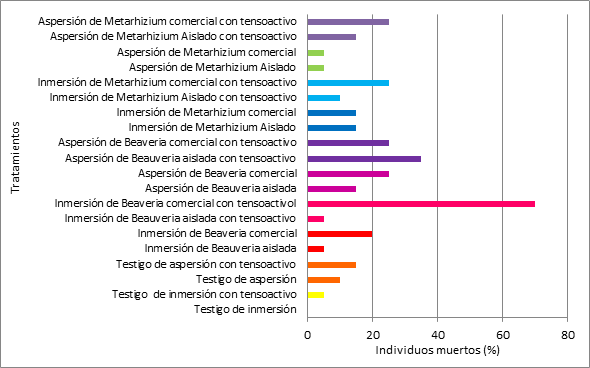 Aspersión de Metarhizium comercial con tensoactivo
Aspersión de Metarhizium Aislado con tensoactivo
Aspersión de Metarhizium comercial
Aspersión de Metarhizium Aislado
Inmersión de Metarhizium comercial con tensoactivo
Inmersión de Metarhizium Aislado con tensoactivo
Inmersión de Metarhizium comercial
Inmersión de Metarhizium Aislado
Aspersión de Beaveria comercial con tensoactivo
Aspersión de Beauveria aislada con tensoactivo
Aspersión de Beaveria comercial
Aspersión de Beauveria aislada
Inmersión de Beaveria comercial con tensoactivol
Inmersión de Beauveria aislada con tensoactivo
Inmersión de Beaveria comercial
Inmersión de Beauveria aislada
Testigo de aspersión con tensoactivo
Testigo de aspersión
Testigo de inmersión con tensoactivo
Testigo de inmersión
Tratamientos
0 20 40 60 80
Individuos muertos (%)